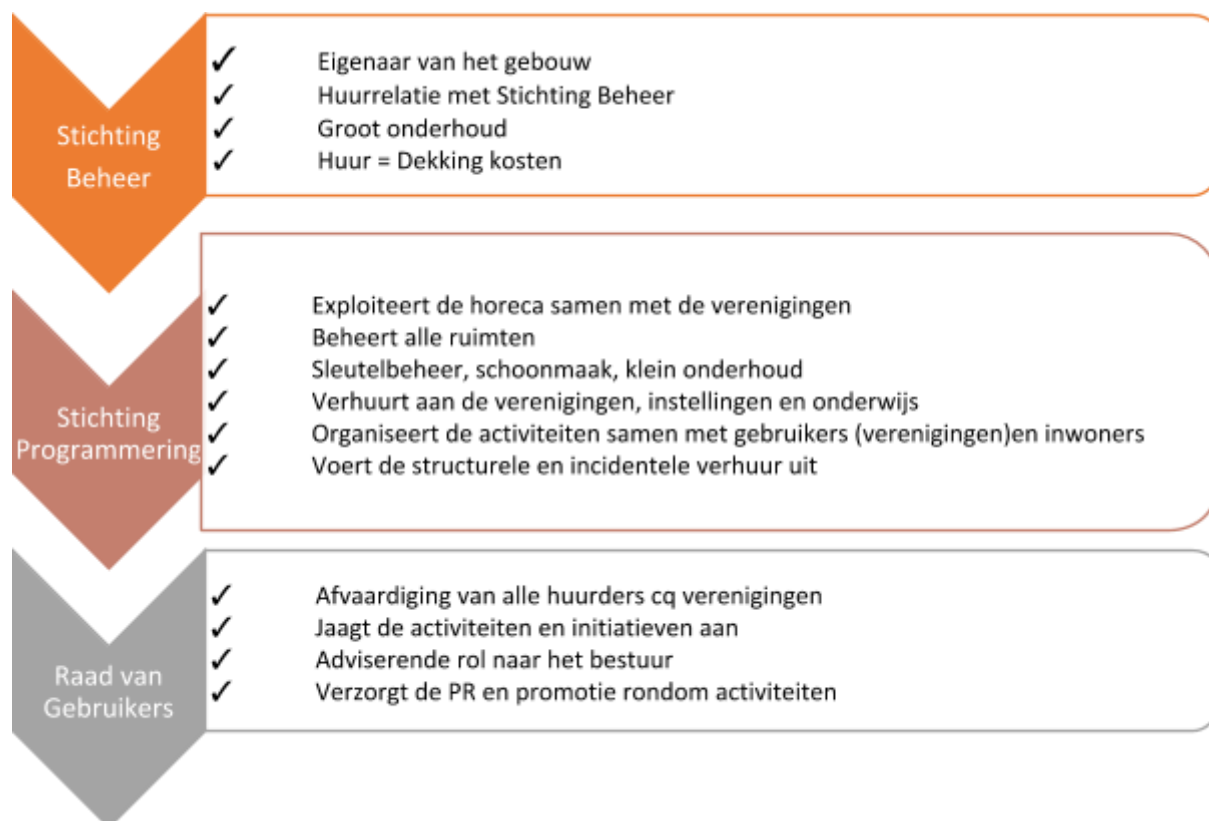 Stichting
Beheer
✓ Eigenaar van het gebouw
✓ Huurrelatie met Stichting Beheer
✓ Groot onderhoud
✓ Huur = Dekking kosten
Stichting
Programmering
✓ Exploiteert de horeca samen met de verenigingen
✓ Beheert alle ruimten
✓ Sleutelbeheer, schoonmaak, klein onderhoud
✓ Verhuurt aan de verenigingen, instellingen en onderwijs
✓ Organiseert de activiteiten samen met gebruikers (verenigingen)en inwoners
✓ Voert de structurele en incidentele verhuur uit
Raad van
Gebruikers
✓ Afvaardiging van alle huurders cq verenigingen
✓ Jaagt de activiteiten en initiatieven aan
✓ Adviserende rol naar het bestuur
✓ Verzorgt de PR en promotie rondom activiteiten